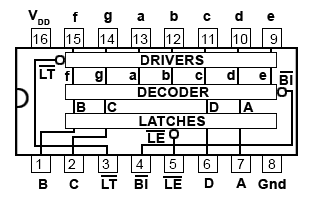 VDD f g a b c d e
16 15 14 13 12 11 10 9
DRIVERS
LT
f g a b c d e BI
DECODER
B C D A
LATCHES
LE
1 2 3 4 5 6 7 8
B C LT BI LE D A Gnd